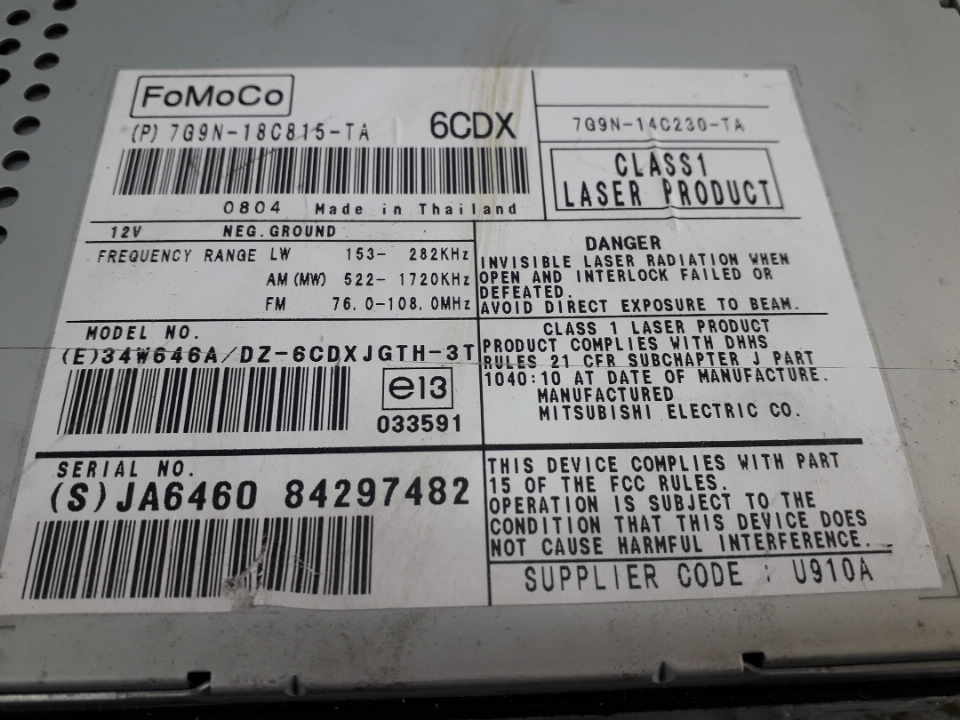 FoMoCo
(P) 7G9N-18C815-TA 6CDX
0804 Made in Thailand
7G9N-14C230-TA
CLASS1
LASER PRODUCT
12V NEG.GROUND
FREQUENCY RANGE LW 153- 282KHz
AM (MW) 522- 1720KHz
FM 76.0-108.0MHz
DANGER
INVISIBLE LASER RADIATION WHEN
OPEN AND INTERLOCK FAILED OR
DEFEATED.
AVOID DIRECT EXPOSURE TO BEAM.
MODEL NO.
(E)34W646A/DZ-6CDXJGTH-3T
e13
033591
CLASS 1 LASER PRODUCT
PRODUCT COMPLIES WITH DHHS
RULES 21 CFR SUBCHAPTER J PART
1040:10 AT DATE OF MANUFACTURE.
MANUFACTURED
MITSUBISHI ELECTRIC CO.
SERIAL NO.
(S)JA6460 84297482
THIS DEVICE COMPLIES WITH PART
15 OF THE FCC RULES.
OPERATION IS SUBJECT TO THE
CONDITION THAT THIS DEVICE DOES
NOT CAUSE HARMFUL INTERFERENCE.
SUPPLIER CODE : U910A